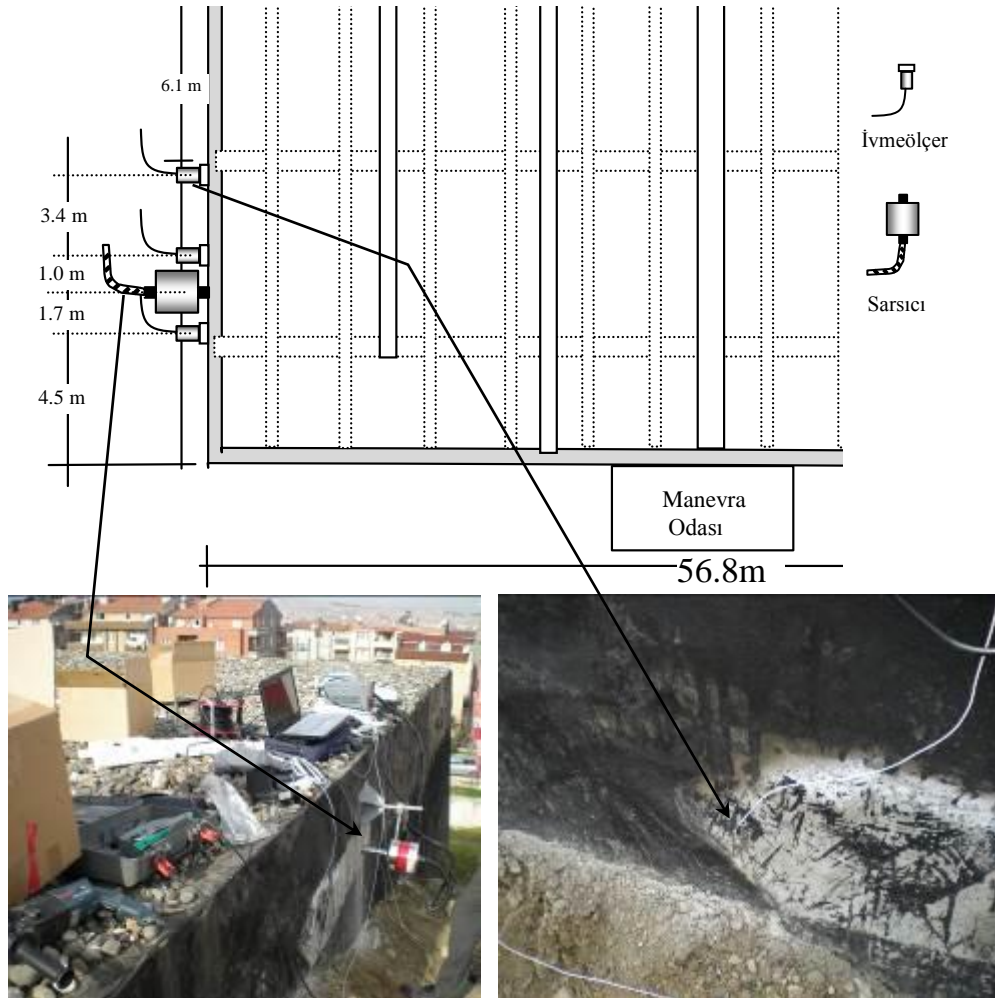 6.1 m
İvmeölçer
3.4 m
1.0 m
1.7 m
Sarsıcı
4.5 m
Manevra
Odası
56.8m